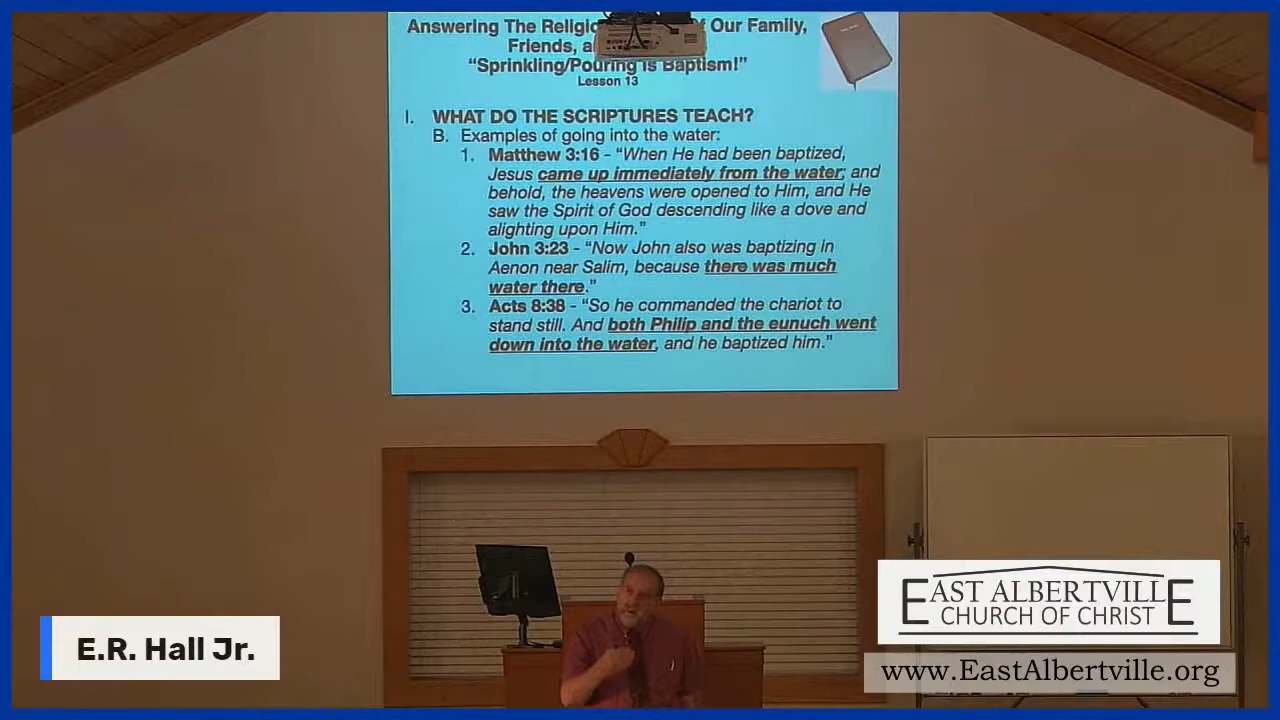 Answering The Religio Of Our Family,
Friends, a
“Sprinkling/Pouring Is Baptism!”
Lesson 13
I. WHAT DO THE SCRIPTURES TEACH?
B. Examples of going into the water:
1. Matthew 3:16 - “When He had been baptized,
Jesus came up immediately from the water; and
behold, the heavens were opened to Him, and He
saw the Spirit of God descending like a dove and
alighting upon Him.”
2. John 3:23 - “Now John also was baptizing in
Aenon near Salim, because there was much
water there.”
3. Acts 8:38 - “So he commanded the chariot to
stand still. And both Philip and the eunuch went
down into the water, and he baptized him.”
E.R. Hall Jr.
EAST ALBERTVILLE
CHURCH OF CHRIST
www.EastAlbertville.org